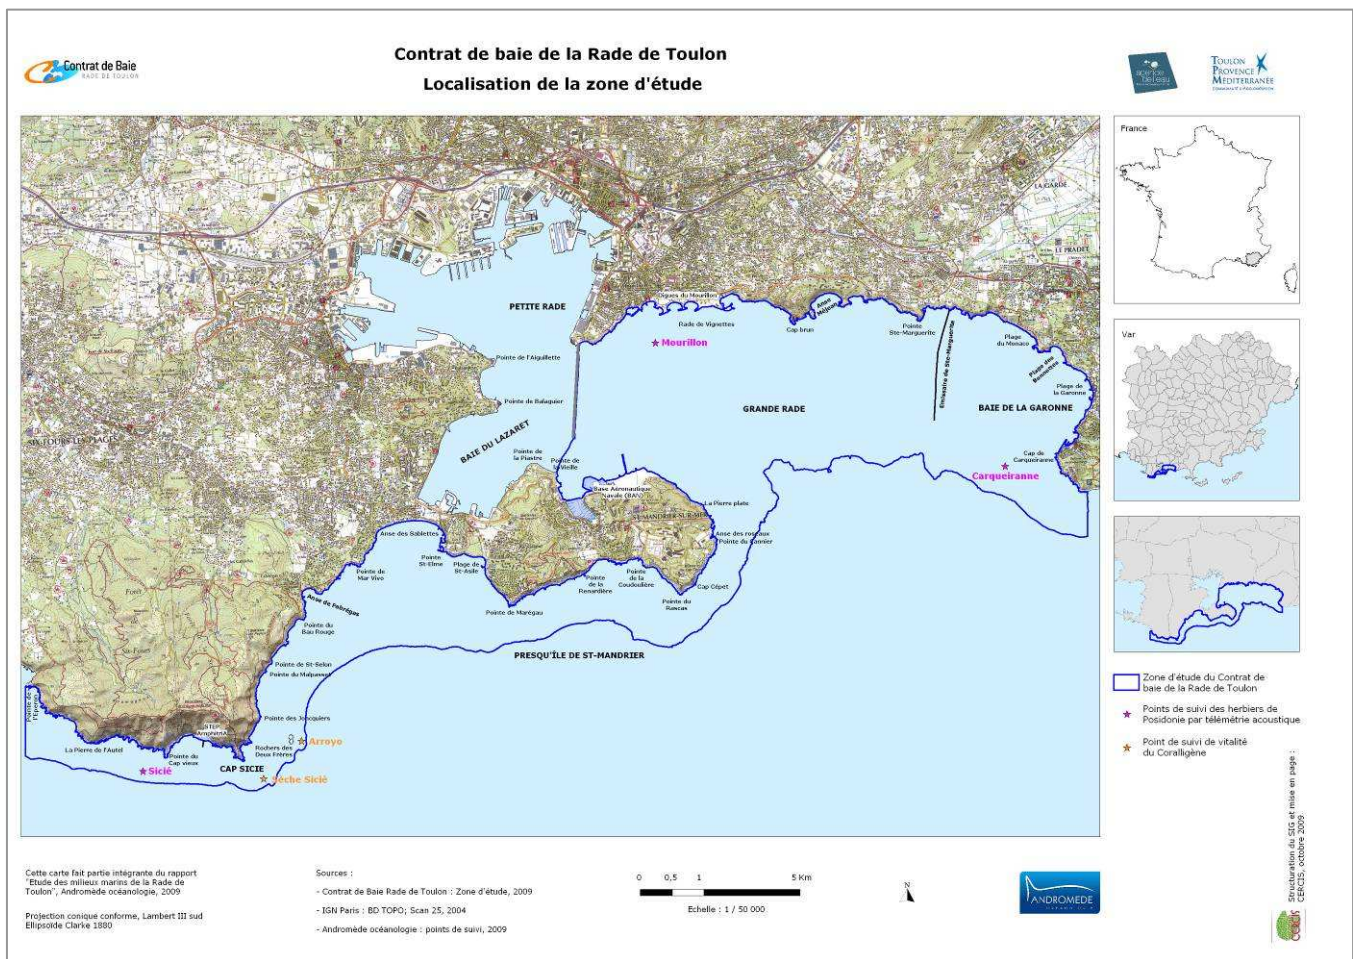 Contrat de baie de la Rade de Toulon
Localisation de la zone d'étude
Contrat de Baie
RADE DE TOULON
agence de l'eau
TOULON
PROVENCE
MÉDITERRANÉE
France
Var
LA GARDE
LE PRADET
PETITE RADE
Digues du Mourillon
Rade de Vignettes
Anse Méjean
Cap brun
Pointe
Ste-Marguerite
Emissaire de Ste-Marguerite
Plage
du Monaco
Plage des
Bonnettes
Plage de
la Garonne
Mourillon
Pointe de l'Aiguillette
Pointe de Balaguier
GRANDE RADE
BAIE DE LA GARONNE
BAIE DU LAZARET
SIX-FOURS-LES-PLAGES
Pointe de
la Piastre
Pointe de
la Vieille
Cap de
Carqueiranne
Carqueiranne
Base Aéronautique
Navale (BAN)
La Pierre plate
ST-MANDRIER-SUR-MER
Anse des Sablettes
Anse des roseaux
Pointe du Cannier
Pointe
St-Elme
Plage de
St-Asile
Pointe de
Mar Vivo
Pointe
de la
Renardière
Pointe
de la
Coudoulière
Cap Cépet
Pointe du
Rascas
Pointe de Marégau
Anse de Fabrégas
Pointe du
Bau Rouge
PRESQU'ÎLE DE ST-MANDRIER
Pointe de St-Selon
Pointe du Malpasset
Pointe de
l'Eperon
Pointe des Jonquiers
STEP
Amphitria
La Pierre de l'Autel
Pointe du
Cap vieux
Rochers des
Deux Frères
Arroyo
CAP SICIE
Sicié
Sèche Sicié
Zone d'étude du Contrat de
baie de la Rade de Toulon
Points de suivi des herbiers de
Posidonie par télémétrie acoustique
Point de suivi de vitalité
du Coralligène
Structuration du SIG et mise en page :
CERCIS, octobre 2009
Cette carte fait partie intégrante du rapport
"Etude des milieux marins de la Rade de
Toulon", Andromède océanologie, 2009
Projection conique conforme, Lambert III sud
Ellipsoïde Clarke 1880
Sources :
- Contrat de Baie Rade de Toulon : Zone d'étude, 2009
- IGN Paris : BD TOPO; Scan 25, 2004
- Andromède océanologie : points de suivi, 2009
0 0,5 1 5 Km
Echelle : 1 / 50 000
N
ANDROMEDE
CERCIS